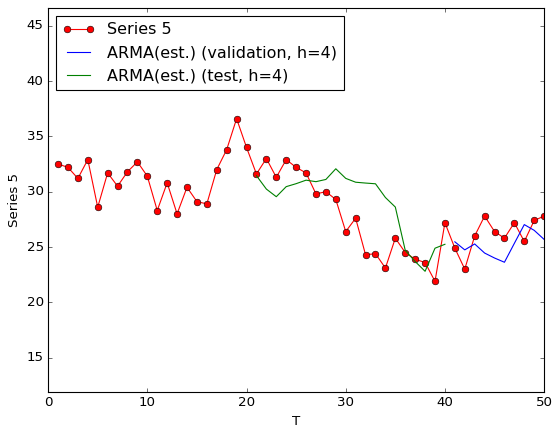 Series 5
ARMA(est.) (validation, h=4)
ARMA(est.) (test, h=4)
45
40
35
30
25
20
15
Series 5
0 10 20 30 40 50
T